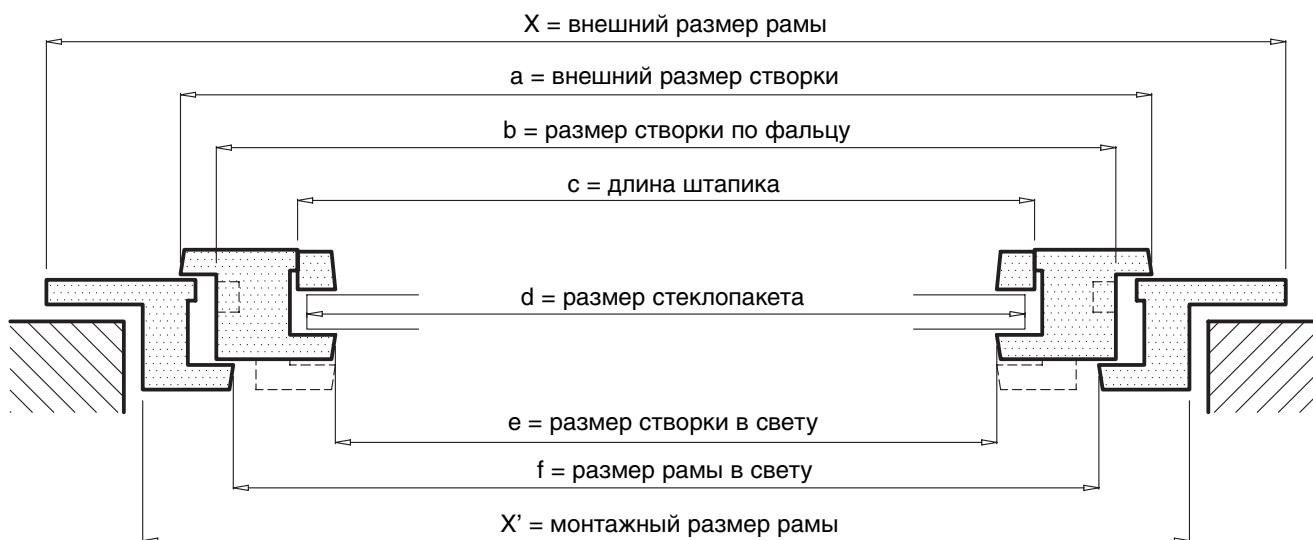 X = внешний размер рамы
a = внешний размер створки
b = размер створки по фальцу
c = длина штапика
d = размер стеклопакета
e = размер створки в свету
f = размер рамы в свету
X’ = монтажный размер рамы